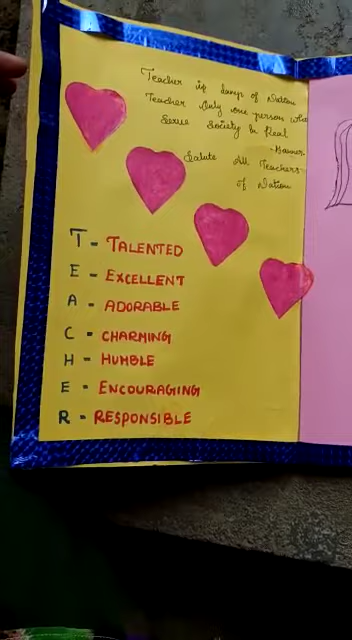 Teacher is lamp of Nation
Teacher Only one person who
Serve Society In Real
Manner
Salute All Teachers
of Nation
T - TALENTED
E - EXCELLENT
A - ADORABLE
C - CHARMING
H - HUMBLE
E - ENCOURAGING
R - RESPONSIBLE